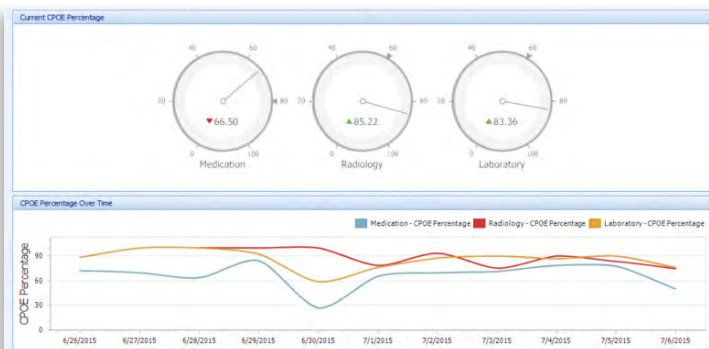 Current CPOE Percentage
40 60 40 60 40 60
20 80 20 80 20 80
66.50 85.22 83.36
0 100 0 100 0 100
Medication Radiology Laboratory
CPOE Percentage Over Time
Medication - CPOE Percentage Radiology - CPOE Percentage Laboratory - CPOE Percentage
CPOE Percentage
90
60
30
0
6/26/2015 6/27/2015 6/28/2015 6/29/2015 6/30/2015 7/1/2015 7/2/2015 7/3/2015 7/4/2015 7/5/2015 7/6/2015